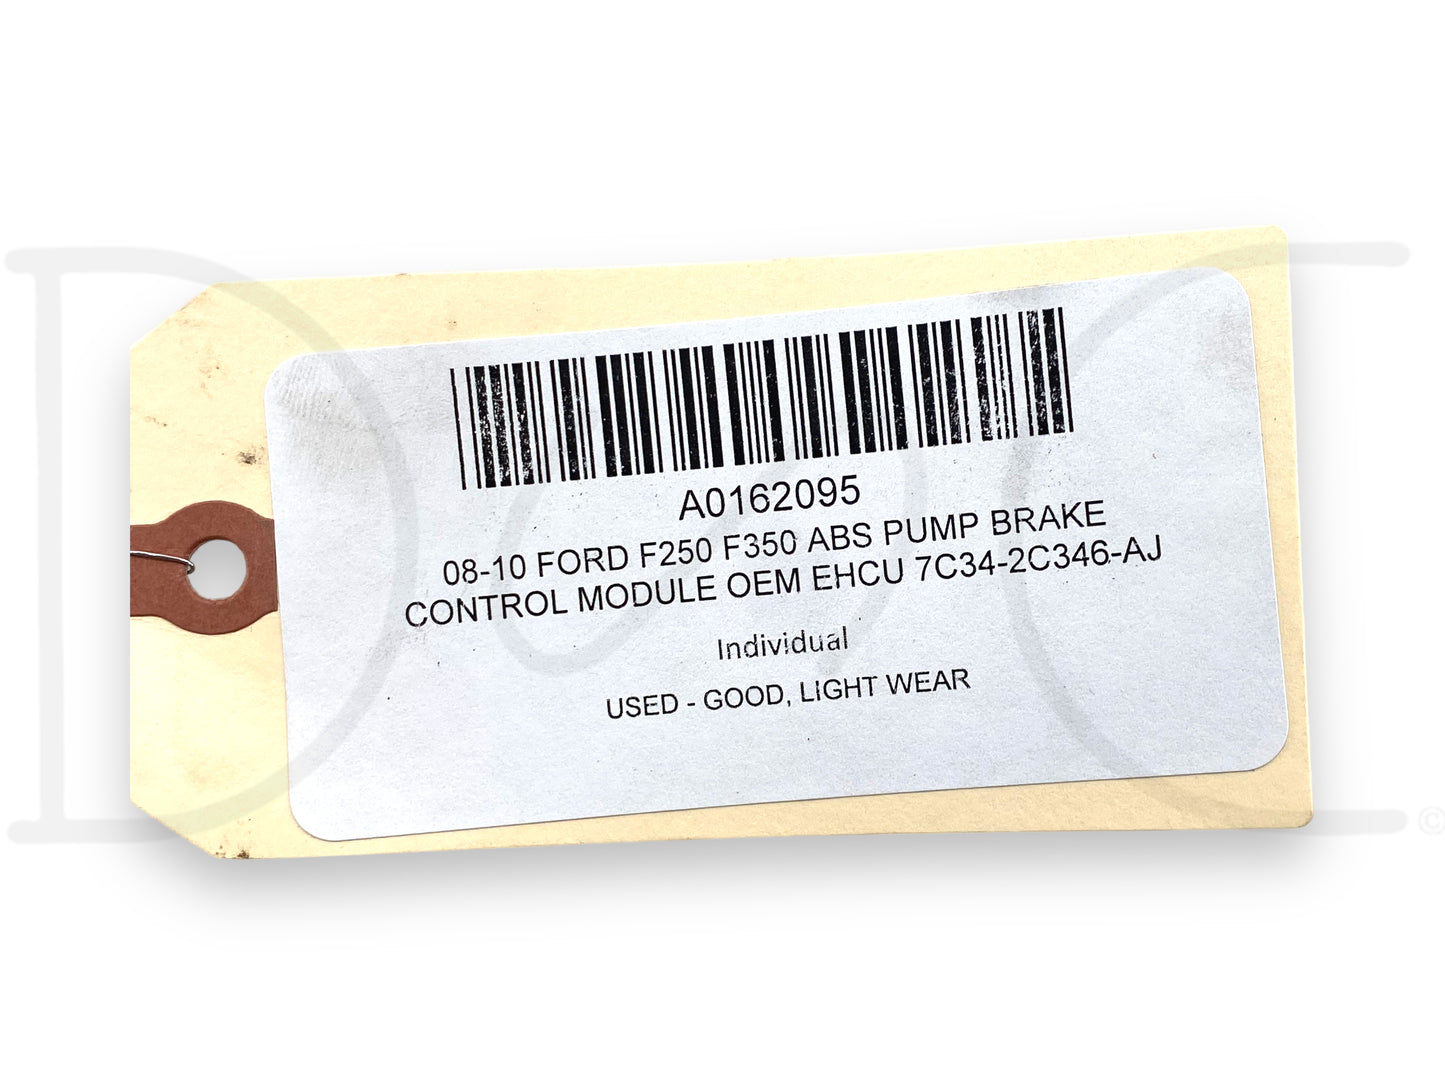 A0162095
08-10 FORD F250 F350 ABS PUMP BRAKE
CONTROL MODULE OEM EHCU 7C34-2C346-AJ
Individual
USED - GOOD, LIGHT WEAR